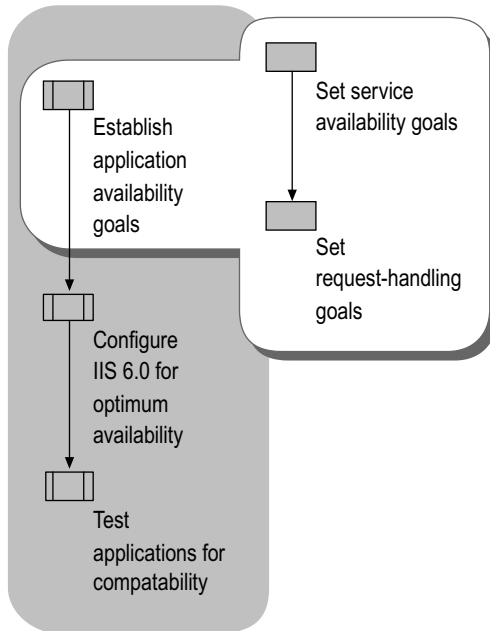 Establish
application
availability
goals
Set service
availability goals
Set
request-handling
goals
Configure
IIS 6.0 for
optimum
availability
Test
applications for
compatability